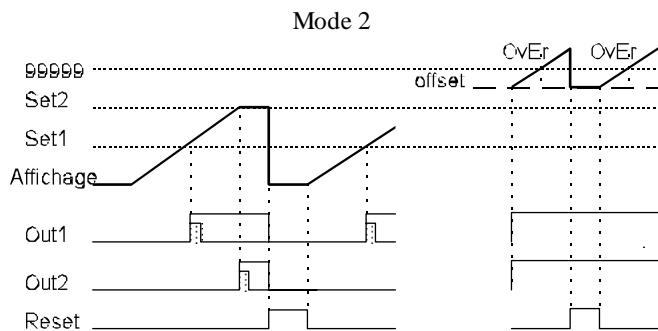 Mode 2
OvEr OvEr
99999
offset
Set2
Set1
Affichage
Out1
Out2
Reset